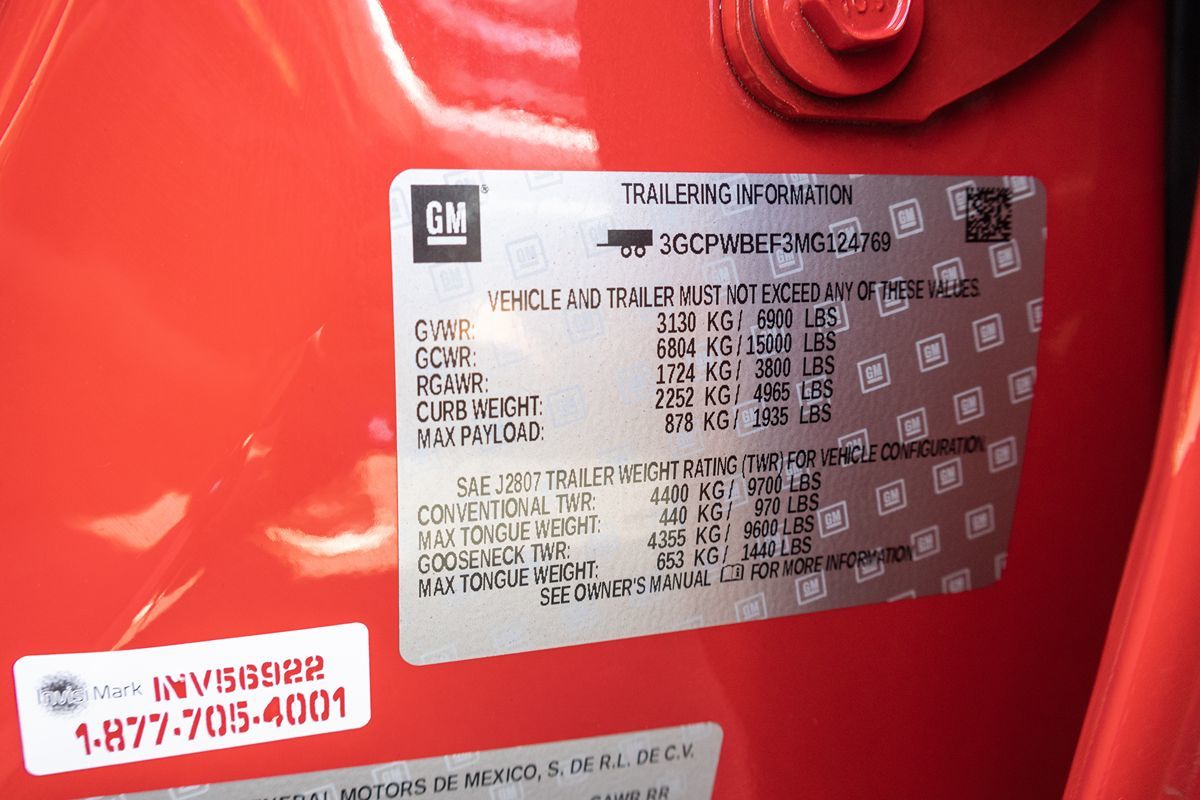 GM
TRAILERING INFORMATION
3GCPWBEF3MG124769
VEHICLE AND TRAILER MUST NOT EXCEED ANY OF THESE VALUES.
GVWR: 3130 KG/ 6900 LBS
GCWR: 6804 KG/ 15000 LBS
RGAWR: 1724 KG/ 3800 LBS
CURB WEIGHT: 2252 KG/ 4965 LBS
MAX PAYLOAD: 878 KG/ 1935 LBS
SAE J2807 TRAILER WEIGHT RATING (TWR) FOR VEHICLE CONFIGURATION
CONVENTIONAL TWR: 4400 KG/ 9700 LBS
MAX TONGUE WEIGHT: 440 KG/ 970 LBS
GOOSENECK TWR: 4355 KG/ 9600 LBS
MAX TONGUE WEIGHT: 653 KG/ 1440 LBS
SEE OWNER'S MANUAL FOR MORE INFORMATION
nvs Mark INV56922
1-877-705-4001
MOTORS DE MEXICO, S. DE R.L. DE C.V.
GAWR RR